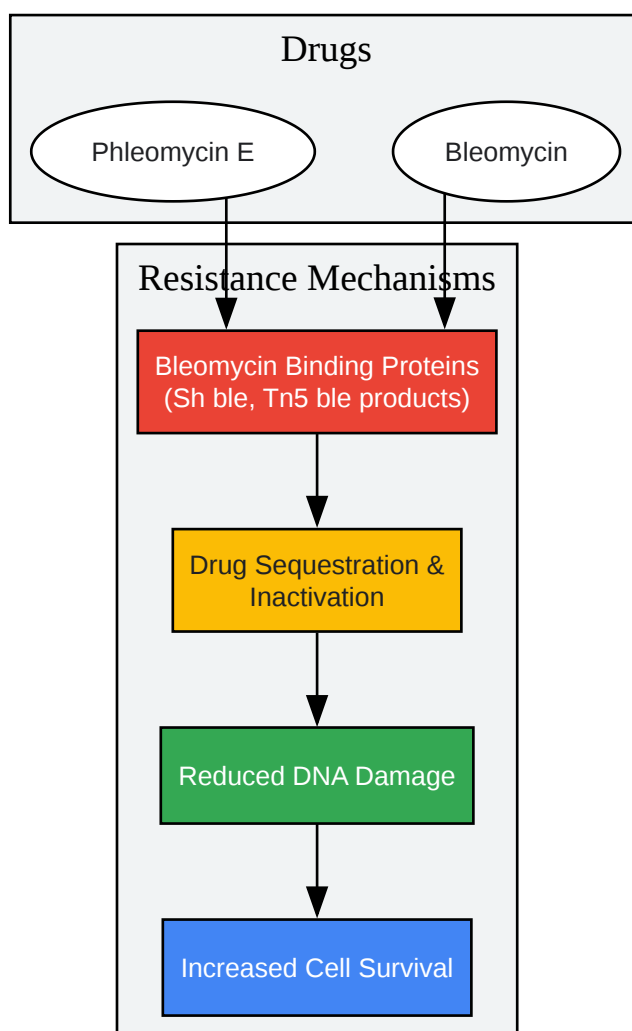 Drugs
Phleomycin E
Bleomycin
Resistance Mechanisms
Bleomycin Binding Proteins
(Sh ble, Tn5 ble products)
Drug Sequestration &
Inactivation
Reduced DNA Damage
Increased Cell Survival